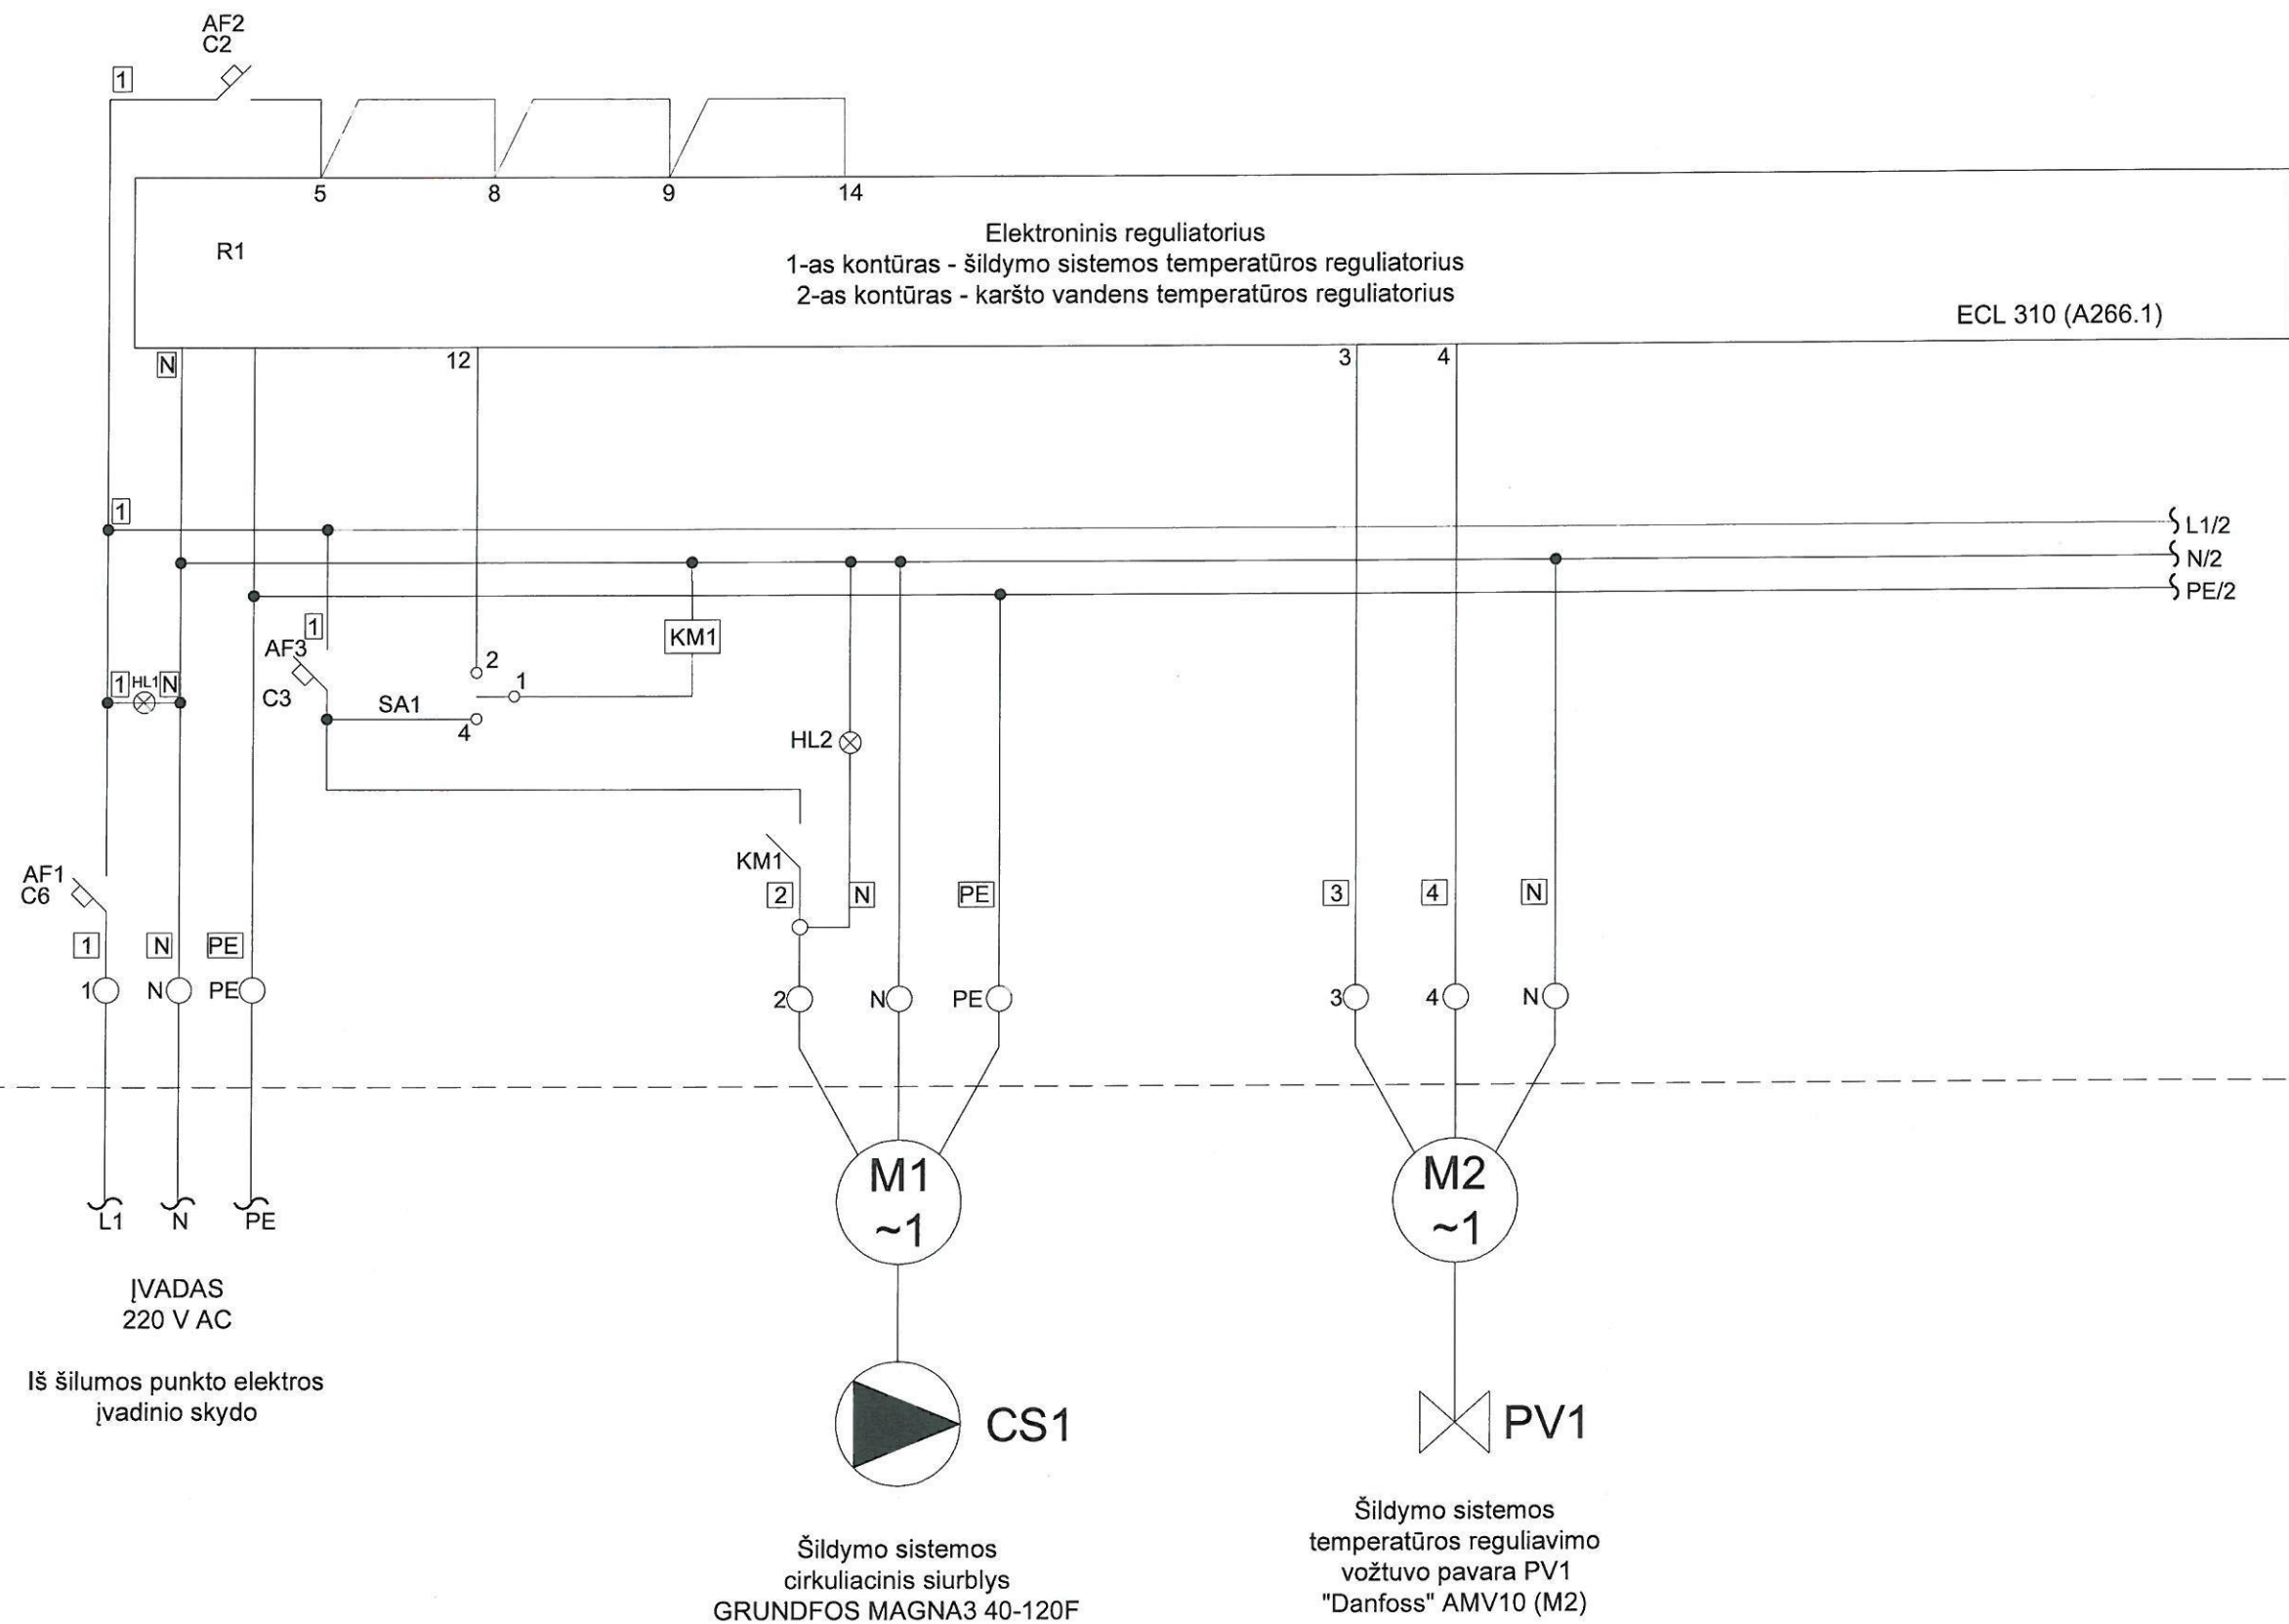 AF2
C2
1
5
8
9
14
R1
Elektroninis reguliatorius
1-as kontūras - šildymo sistemos temperatūros reguliatorius
2-as kontūras - karšto vandens temperatūros reguliatorius
ECL 310 (A266.1)
N
12
3
4
1
L1/2
N/2
PE/2
1
AF3
C3
SA1
2
1
4
KM1
1
HL1
N
HL2
KM1
AF1
C6
2
N
PE
3
4
N
1
N
PE
1
N
PE
2
N
PE
3
4
N
M1
~1
M2
~1
L1
N
PE
ĮVADAS
220 V AC
Iš šilumos punkto elektros
įvadinio skydo
CS1
PV1
Šildymo sistemos
cirkuliacinis siurblys
GRUNDFOS MAGNA3 40-120F
Šildymo sistemos
temperatūros reguliavimo
vožtuvo pavara PV1
"Danfoss" AMV10 (M2)